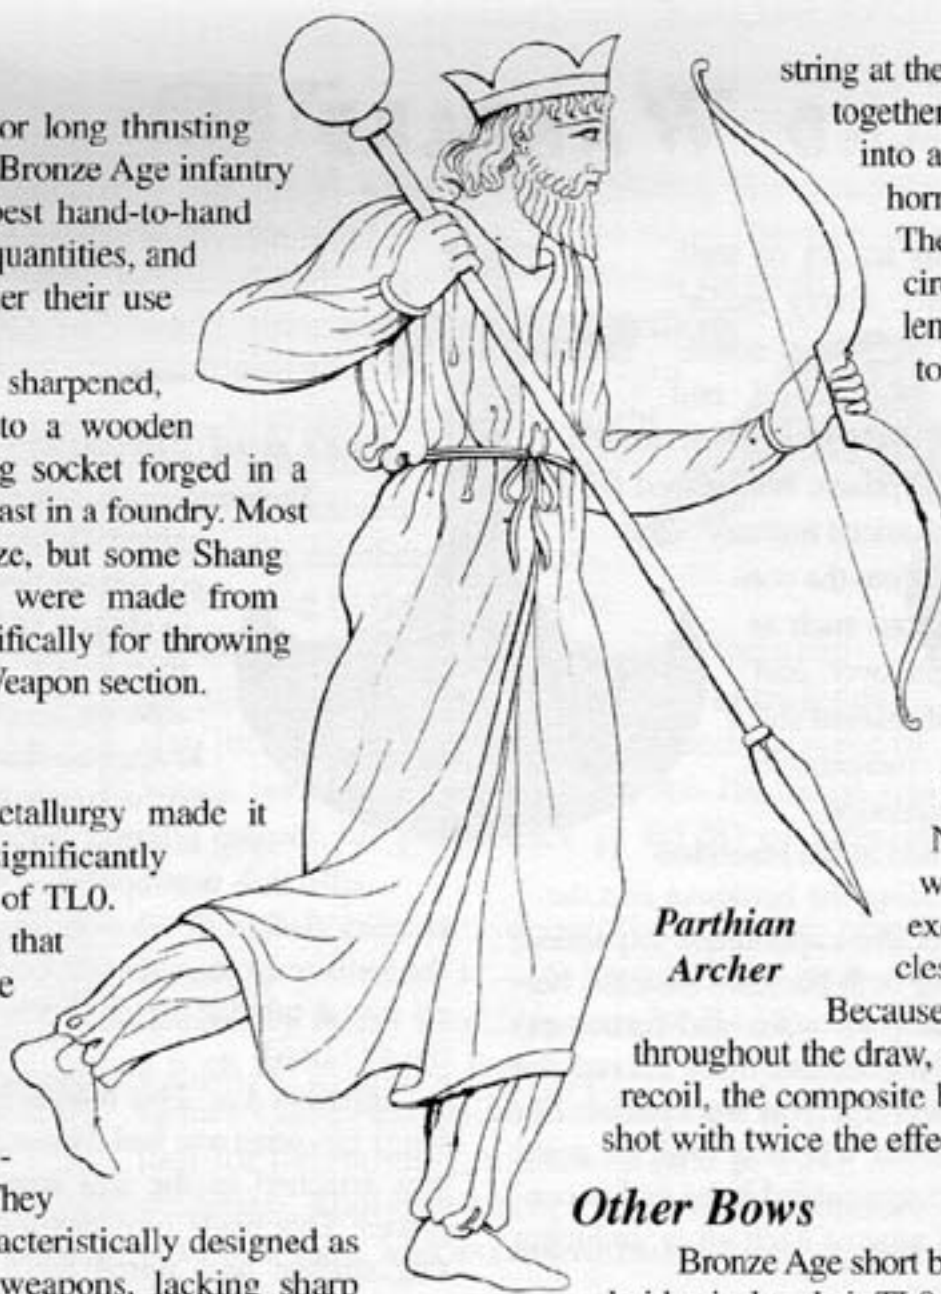 or long thrusting
Bronze Age infantry
best hand-to-hand
quantities, and
er their use
sharpened,
to a wooden
g socket forged in a
ast in a foundry. Most
ze, but some Shang
were made from
ifically for throwing
Weapon section.
etallurgy made it
ignificantly
of TL0.
that
e
-
hey
acteristically designed as
weapons, lacking sharp
string at the
together
into a
horn
The
cir
len
to
Parthian
Archer
N
w
ex
cles
Because
throughout the draw,
recoil, the composite b
shot with twice the effe
Other Bows
Bronze Age short b